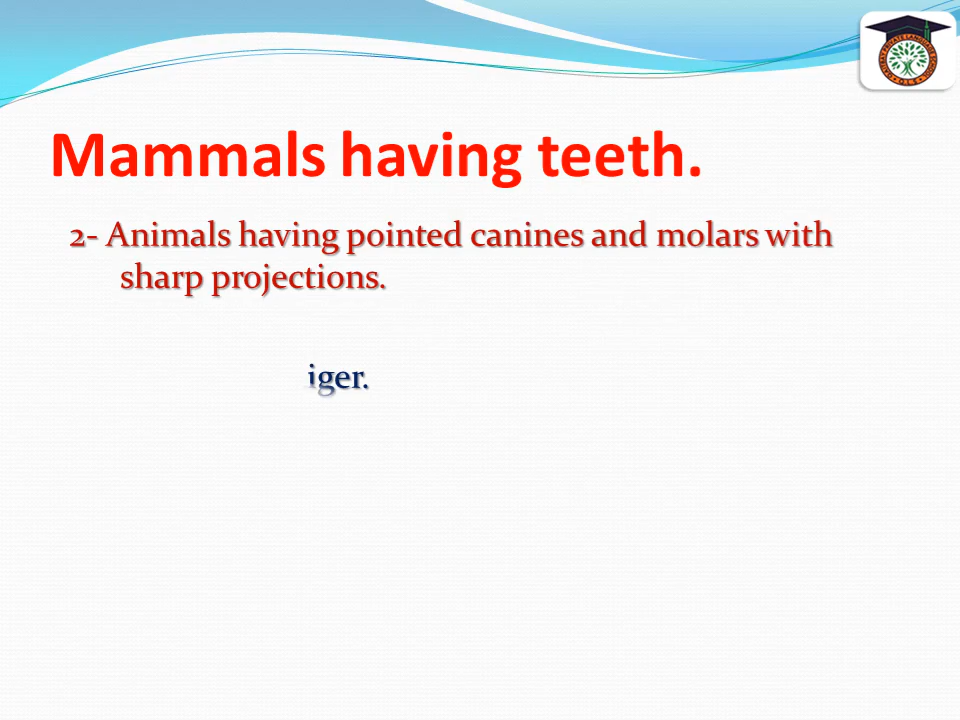 Mammals having teeth.
2- Animals having pointed canines and molars with
sharp projections.
iger.